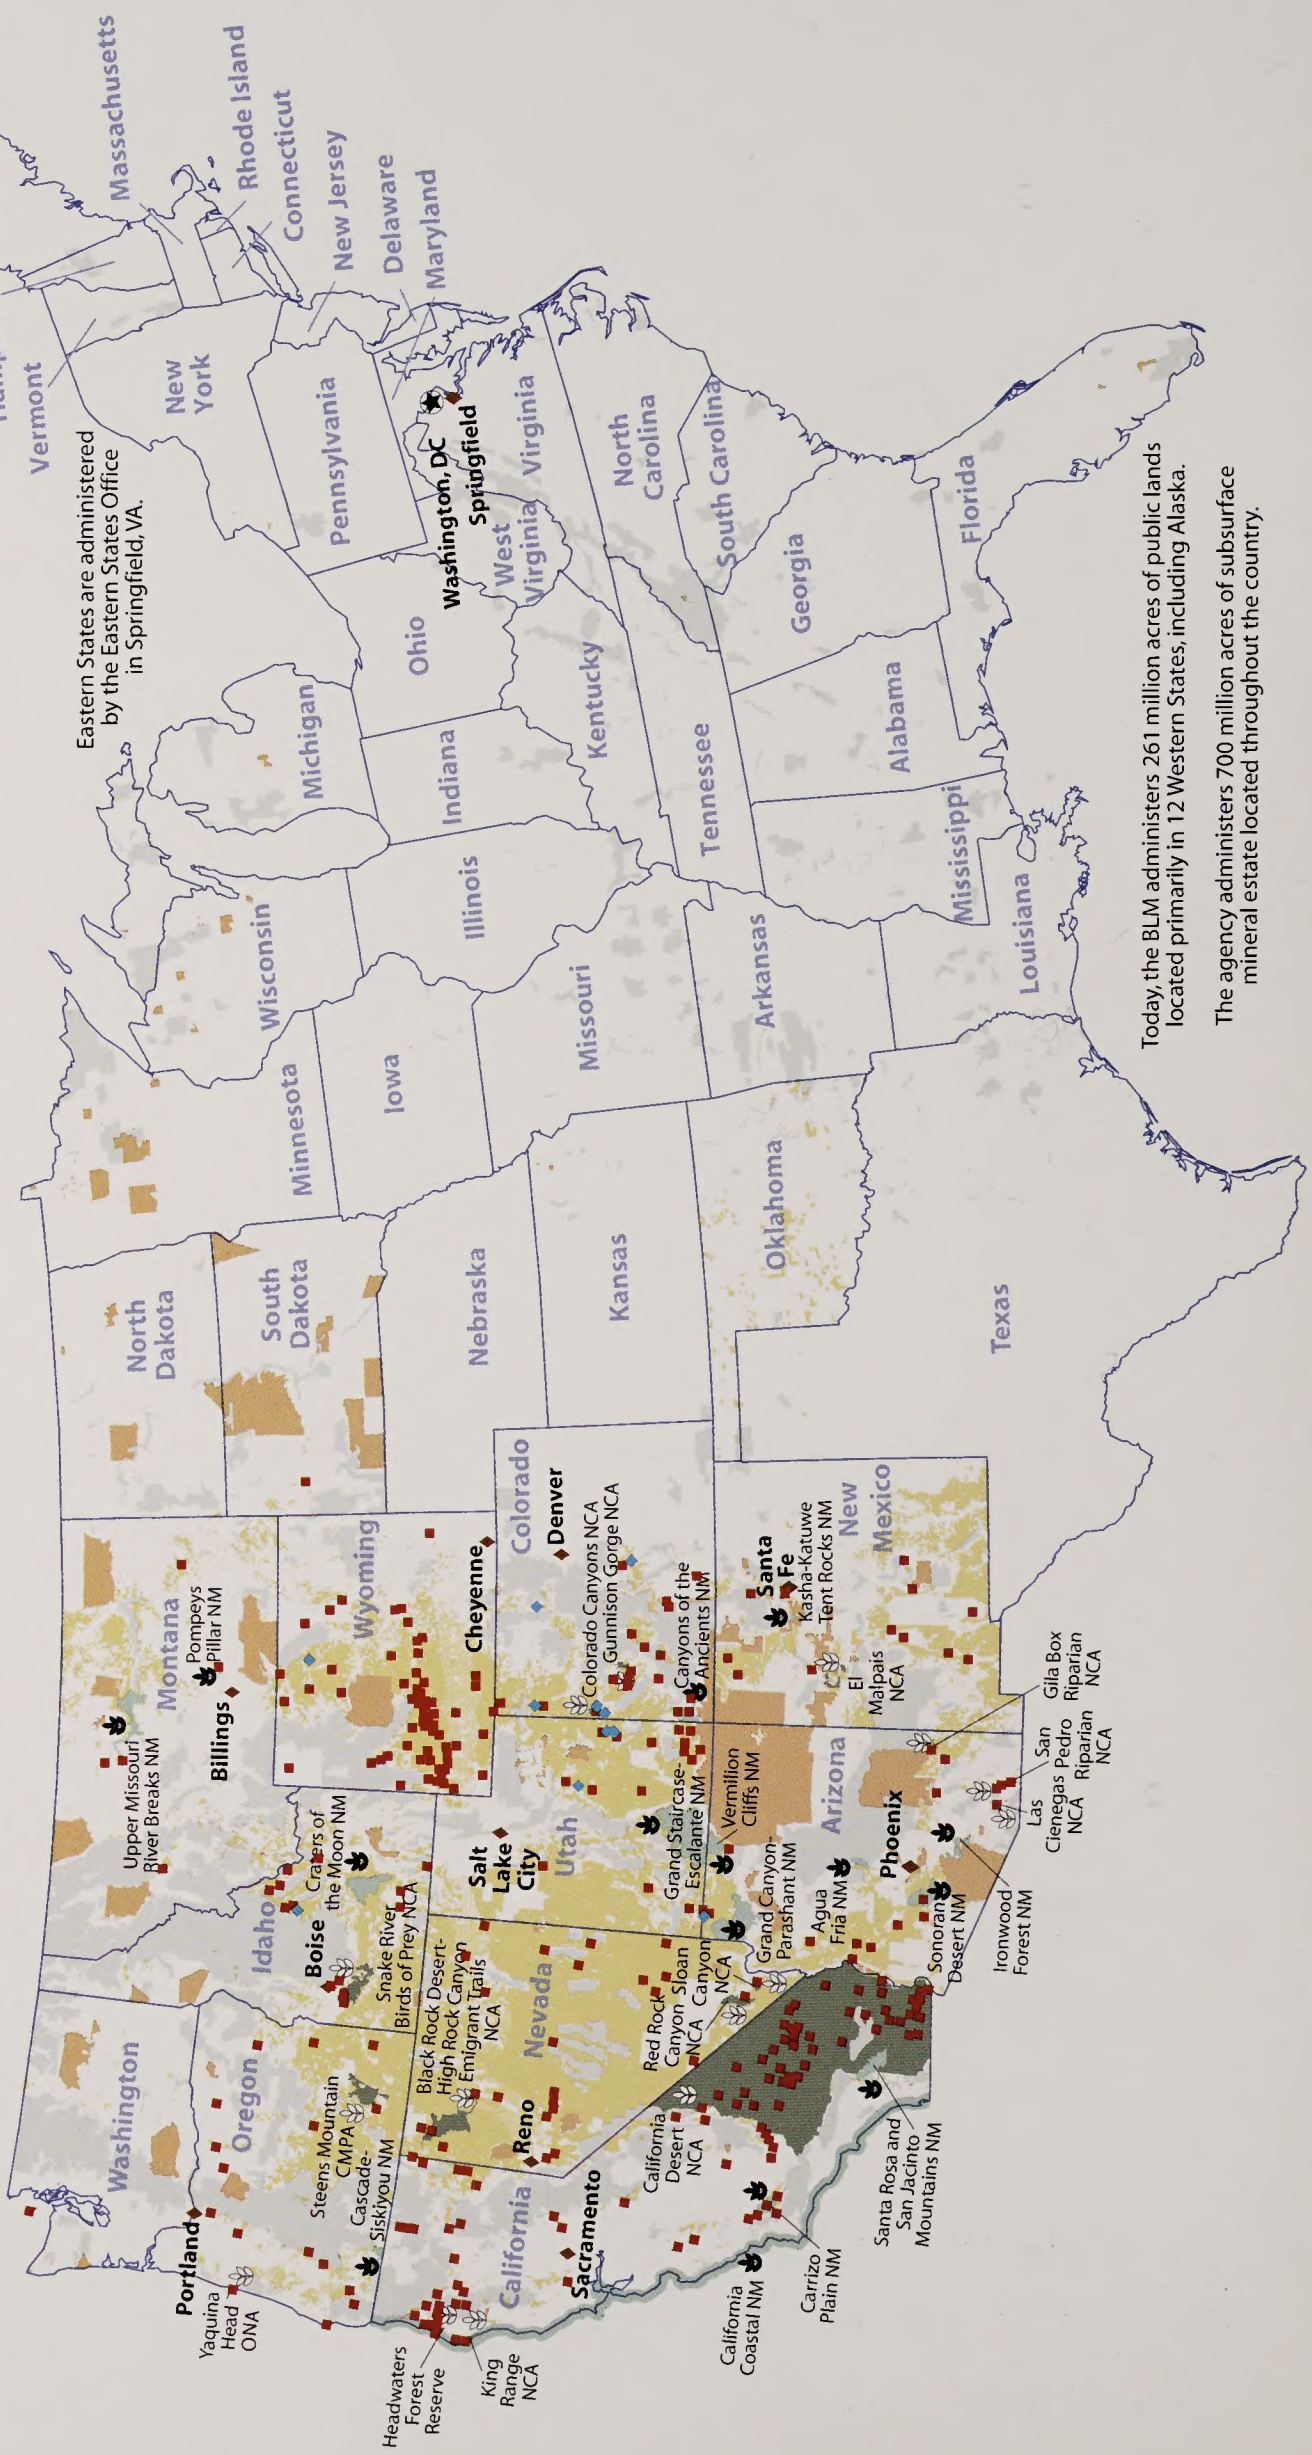 Massachusetts
Rhode Island
Connecticut
New Jersey
Delaware
Maryland
Vermont
New
York
Pennsylvania
Eastern States are administered
by the Eastern States Office
in Springfield, VA.
Washington, DC
Springfield
West
Virginia
Virginia
North
Carolina
South Carolina
Georgia
Florida
Ohio
Michigan
Indiana
Kentucky
Tennessee
Alabama
Mississippi
Wisconsin
Illinois
Louisiana
Minnesota
Iowa
Missouri
Arkansas
North
Dakota
South
Dakota
Nebraska
Kansas
Oklahoma
Texas
Today, the BLM administers 261 million acres of public lands
located primarily in 12 Western States, including Alaska.
The agency administers 700 million acres of subsurface
mineral estate located throughout the country.
Montana
Pompeys
Pillar NM
Billings
Upper Missouri
River Breaks NM
Wyoming
Cheyenne
Colorado
Denver
Colorado Canyons NCA
Gunnison Gorge NCA
Canyons of the
Ancients NM
Santa
Fe
Kasha-Katuwe
Tent Rocks NM
New
Mexico
El
Malpais
NCA
Gila Box
Riparian
NCA
San
Pedro
Riparian
NCA
Las
Cienegas
NCA
Idaho
Craters of
the Moon NM
Boise
Snake River
Birds of Prey NCA
Salt
Lake
City
Utah
Grand Staircase-
Escalante NM
Vermilion
Cliffs NM
Arizona
Phoenix
Grand Canyon-
Parashant NM
Agua
Fria NM
Sonoran
Desert NM
Ironwood
Forest NM
Black Rock Desert-
High Rock Canyon
Emigrant Trails
NCA
Nevada
Reno
Red Rock
Canyon
NCA
Sloan
Canyon
NCA
Washington
Oregon
Portland
Yaquina
Head
ONA
Steens Mountain
CMPA
Cascade-
Siskiyou NM
California
Sacramento
California
Desert
NCA
Headwaters
Forest
Reserve
King
Range
NCA
California
Coastal NM
Carrizo
Plain NM
Santa Rosa and
San Jacinto
Mountains NM